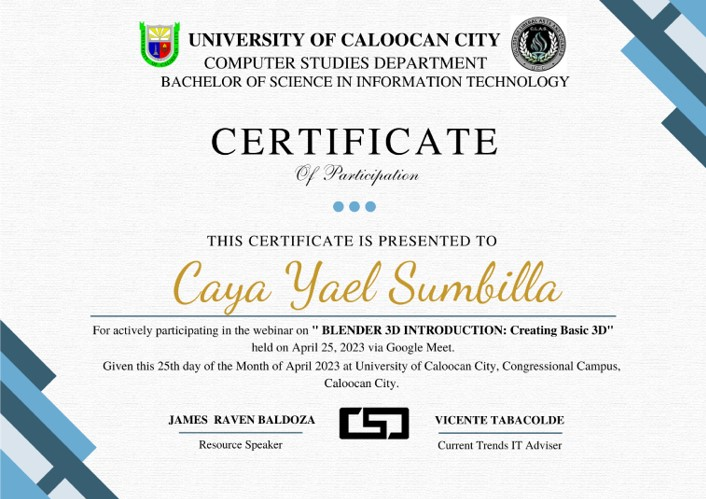 UNIVERSITY OF CALOOCAN CITY
COMPUTER STUDIES DEPARTMENT
BACHELOR OF SCIENCE IN INFORMATION TECHNOLOGY
CERTIFICATE
Of Participation
THIS CERTIFICATE IS PRESENTED TO
Caya Yael Sumbilla
For actively participating in the webinar on " BLENDER 3D INTRODUCTION: Creating Basic 3D"
held on April 25, 2023 via Google Meet.
Given this 25th day of the Month of April 2023 at University of Caloocan City, Congressional Campus,
Caloocan City.
JAMES RAVEN BALDOZA
Resource Speaker
CSD
VICENTE TABACOLDE
Current Trends IT Adviser